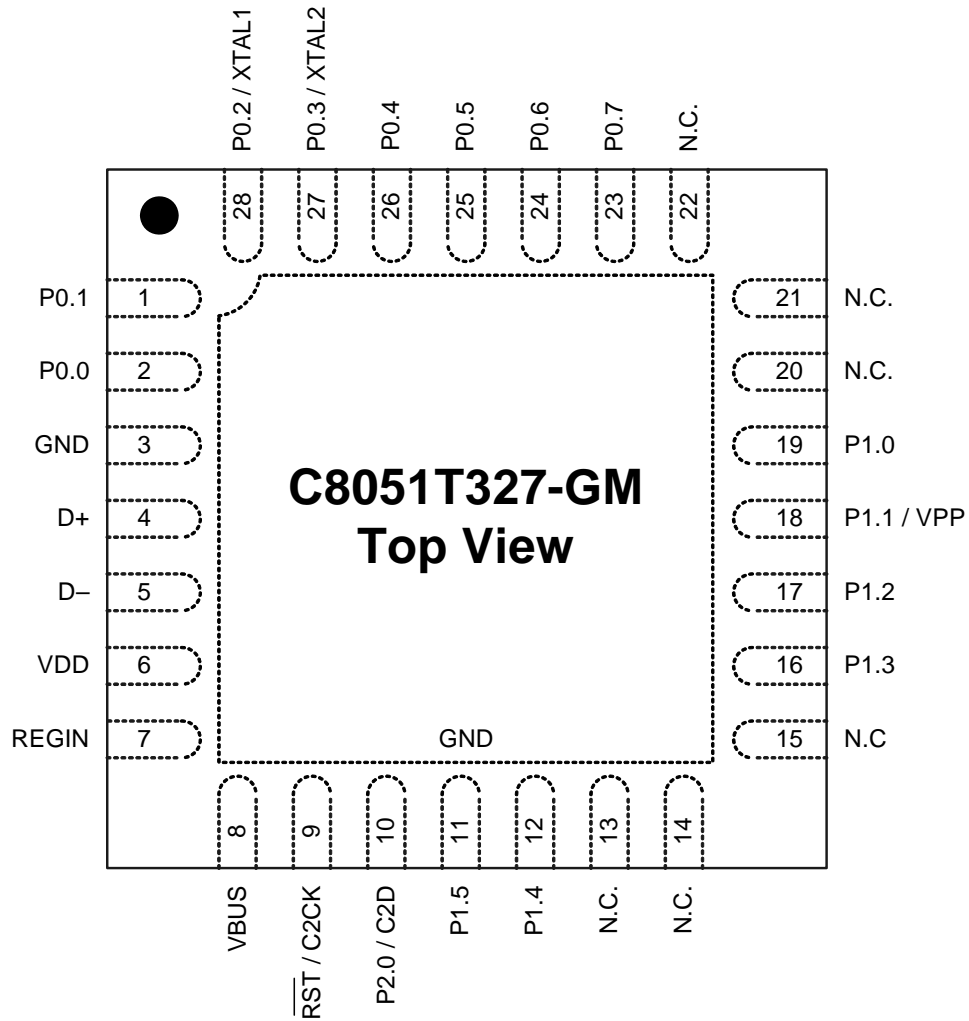 P0.2 / XTAL1
P0.3 / XTAL2
P0.4
P0.5
P0.6
P0.7
N.C.
28
27
26
25
24
23
22
P0.1
1
P0.0
2
GND
3
D+
4
D–
5
VDD
6
REGIN
7
C8051T327-GM
Top View
GND
21
N.C.
20
N.C.
19
P1.0
18
P1.1 / VPP
17
P1.2
16
P1.3
15
N.C
8
9
10
11
12
13
14
VBUS
RST / C2CK
P2.0 / C2D
P1.5
P1.4
N.C.
N.C.